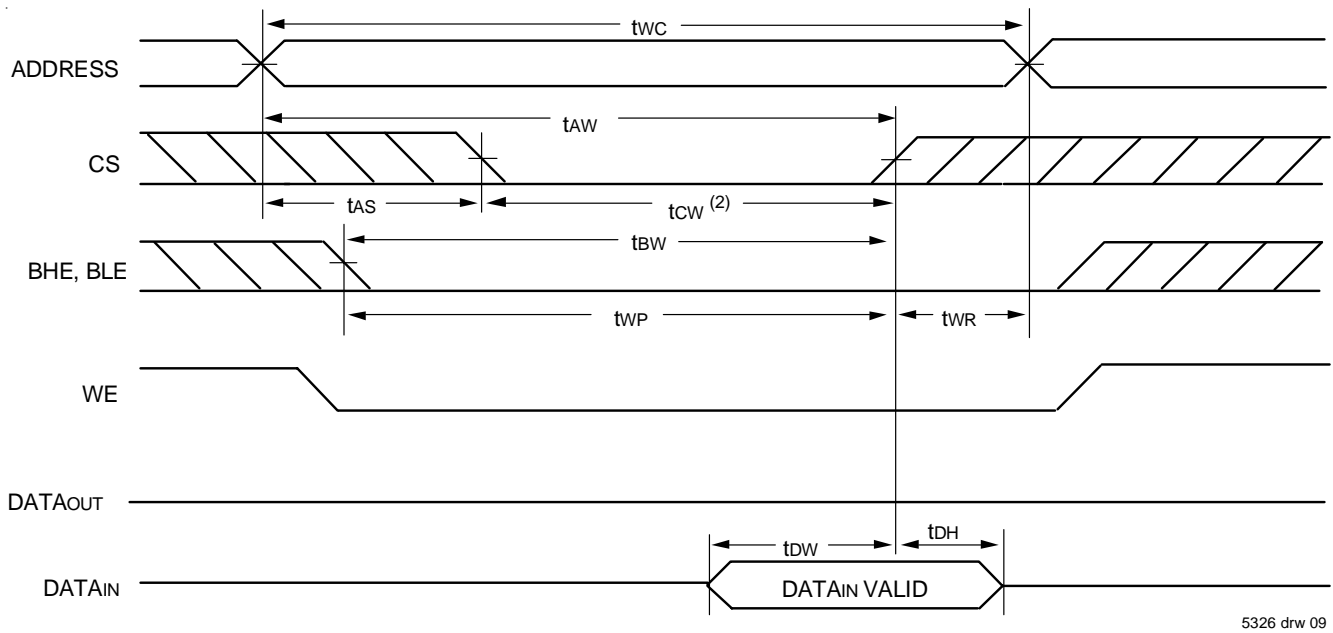 tWC
ADDRESS
tAW
CS
tAS
tCW (2)
tBW
BHE, BLE
tWP
tWR
WE
DATAOUT
tDW
tDH
DATAIN
DATAIN VALID
5326 drw 09